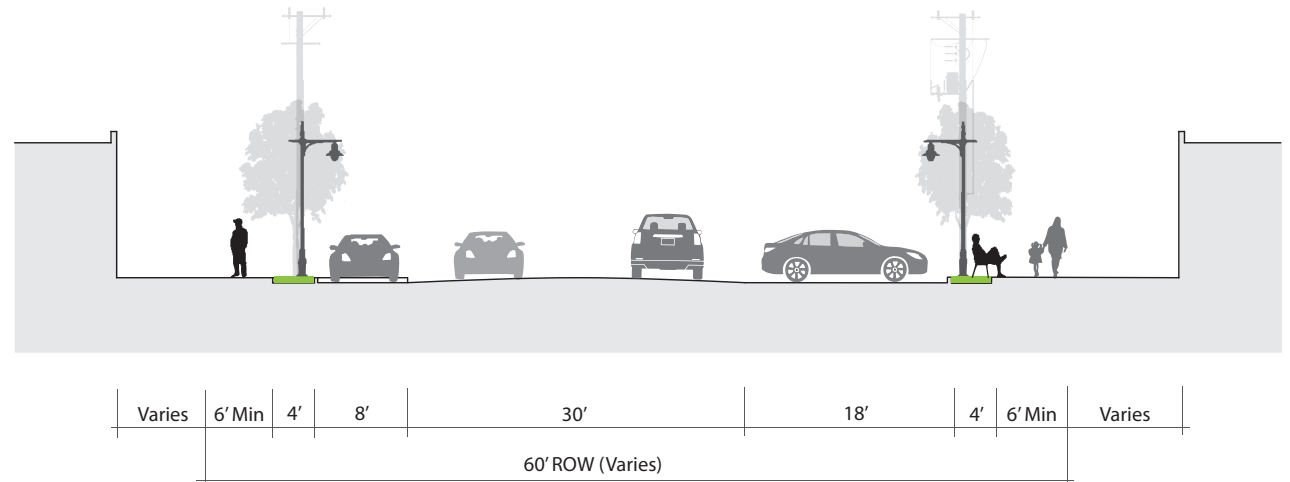 Varies 6’ Min 4’ 8’ 30’ 18’ 4’ 6’ Min Varies
60’ ROW (Varies)